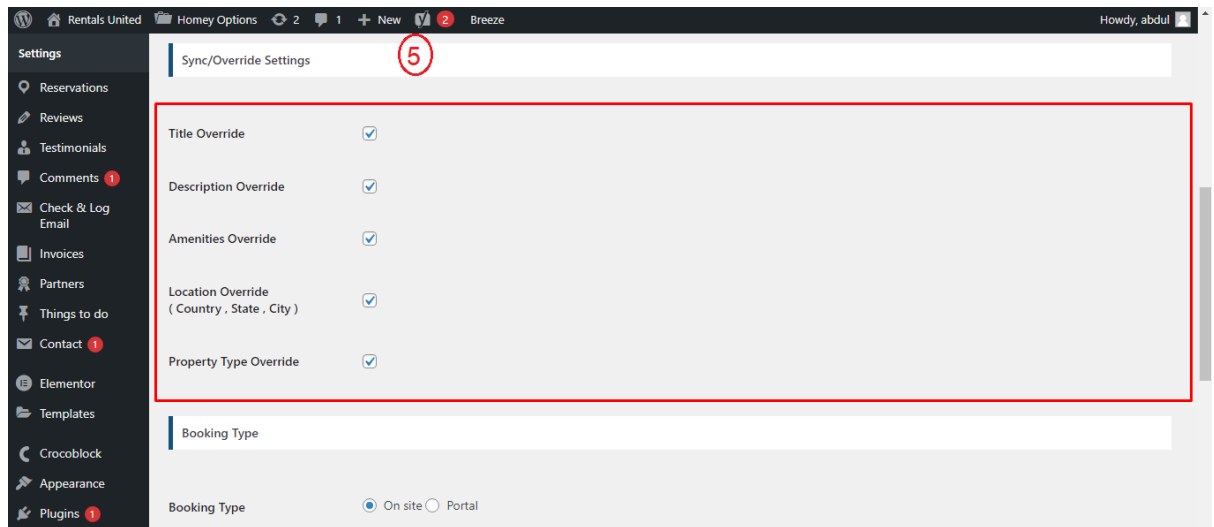 Rentals United Homey Options 2 1 New 2 Breeze Howdy, abdul
Settings
Reservations
Reviews
Testimonials
Comments 1
Check & Log
Email
Invoices
Partners
Things to do
Contact 1
Elementor
Templates
Crocoblock
Appearance
Plugins 1
Sync/Override Settings
5
Title Override
Description Override
Amenities Override
Location Override
( Country , State , City )
Property Type Override
Booking Type
Booking Type On site Portal